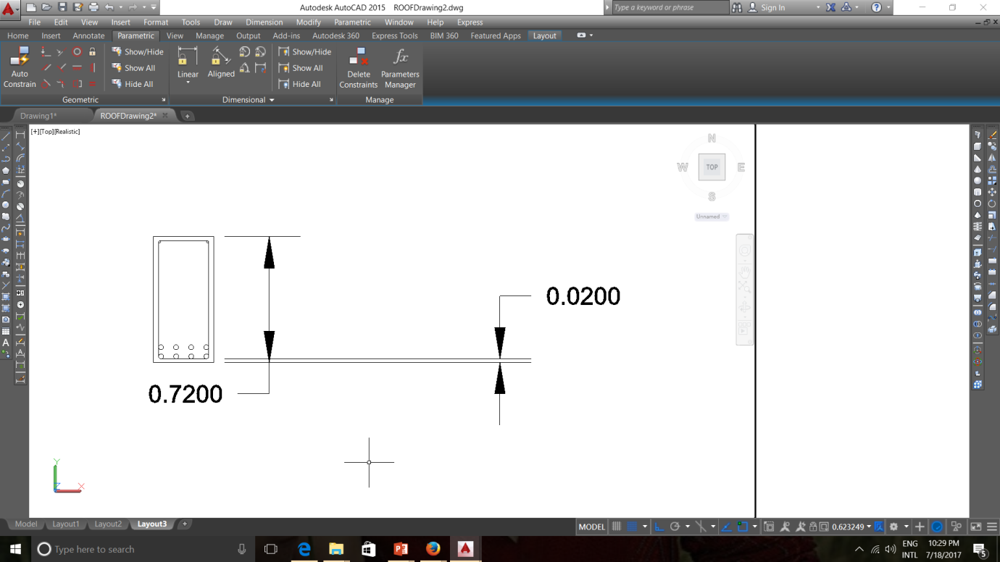 Autodesk AutoCAD 2015 ROOFDrawing2.dwg
Type a keyword or phrase
Sign In
File Edit View Insert Format Tools Draw Dimension Modify Parametric Window Help Express
Home Insert Annotate Parametric View Manage Output Add-ins Autodesk 360 Express Tools BIM 360 Featured Apps Layout
Auto
Constrain
Show/Hide
Show All
Hide All
Geometric
Linear
Aligned
Show/Hide
Show All
Hide All
Dimensional
Delete
Constraints
Parameters
Manager
Manage
Drawing1* ROOFDrawing2*
[+][Top][Realistic]
N
W TOP E
S
Unnamed
0.0200
0.7200
Y
Z
X
Model Layout1 Layout2 Layout3
MODEL 0.623249
Type here to search
ENG
INTL
10:29 PM
7/18/2017
5